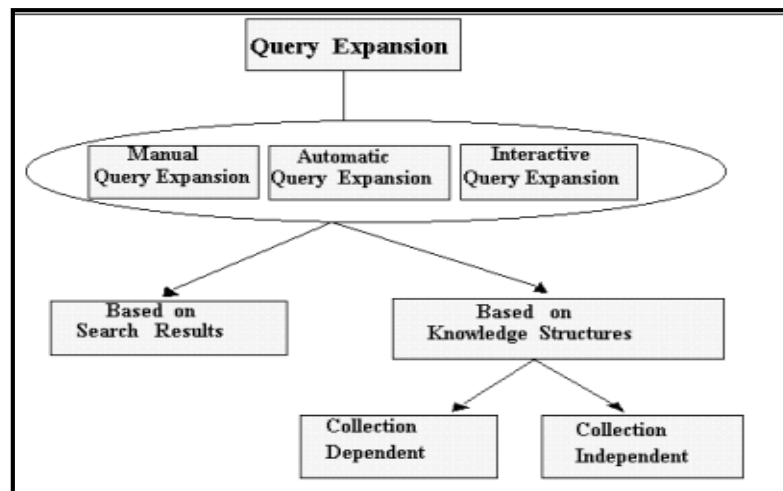 Query Expansion
Manual
Query Expansion
Automatic
Query Expansion
Interactive
Query Expansion
Based on
Search Results
Based on
Knowledge Structures
Collection
Dependent
Collection
Independent